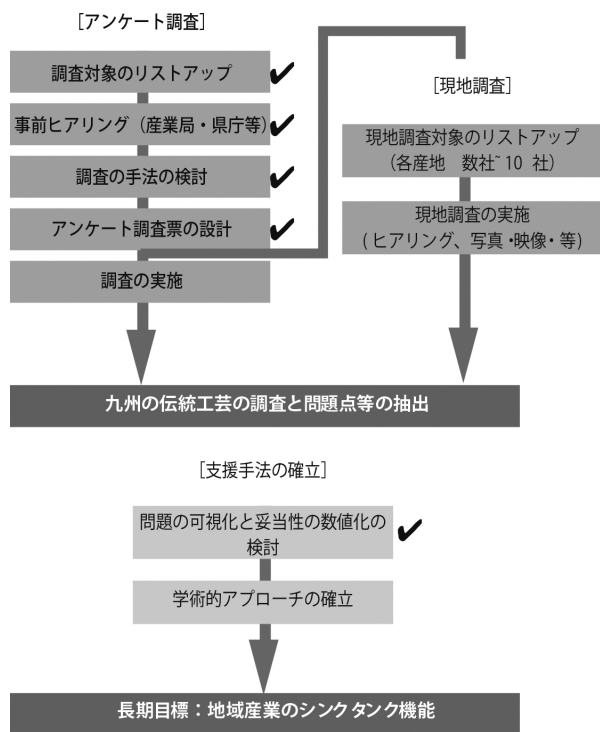 [アンケート調査]
調査対象のリストアップ
事前ヒアリング（産業局・県庁等）
調査の手法の検討
アンケート調査票の設計
調査の実施
[現地調査]
現地調査対象のリストアップ
（各産地　数社~10 社）
現地調査の実施
( ヒアリング、写真・映像・等)
九州の伝統工芸の調査と問題点等の抽出
[支援手法の確立]
問題の可視化と妥当性の数値化の
検討
学術的アプローチの確立
長期目標：地域産業のシンクタンク機能